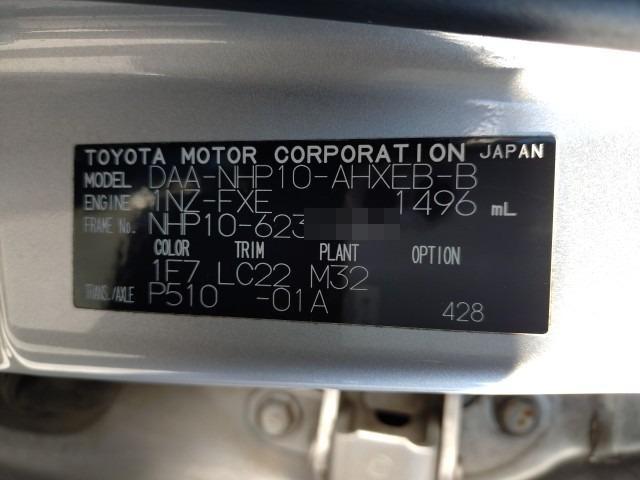 TOYOTA MOTOR CORPORATION JAPAN
MODEL DAA-NHP10-AHXEB-B
ENGINE 1NZ-FXE 1496 mL
FRAME No. NHP10-623
COLOR TRIM PLANT OPTION
1F7 LC22 M32
TRANS./AXLE P510 -01A
428